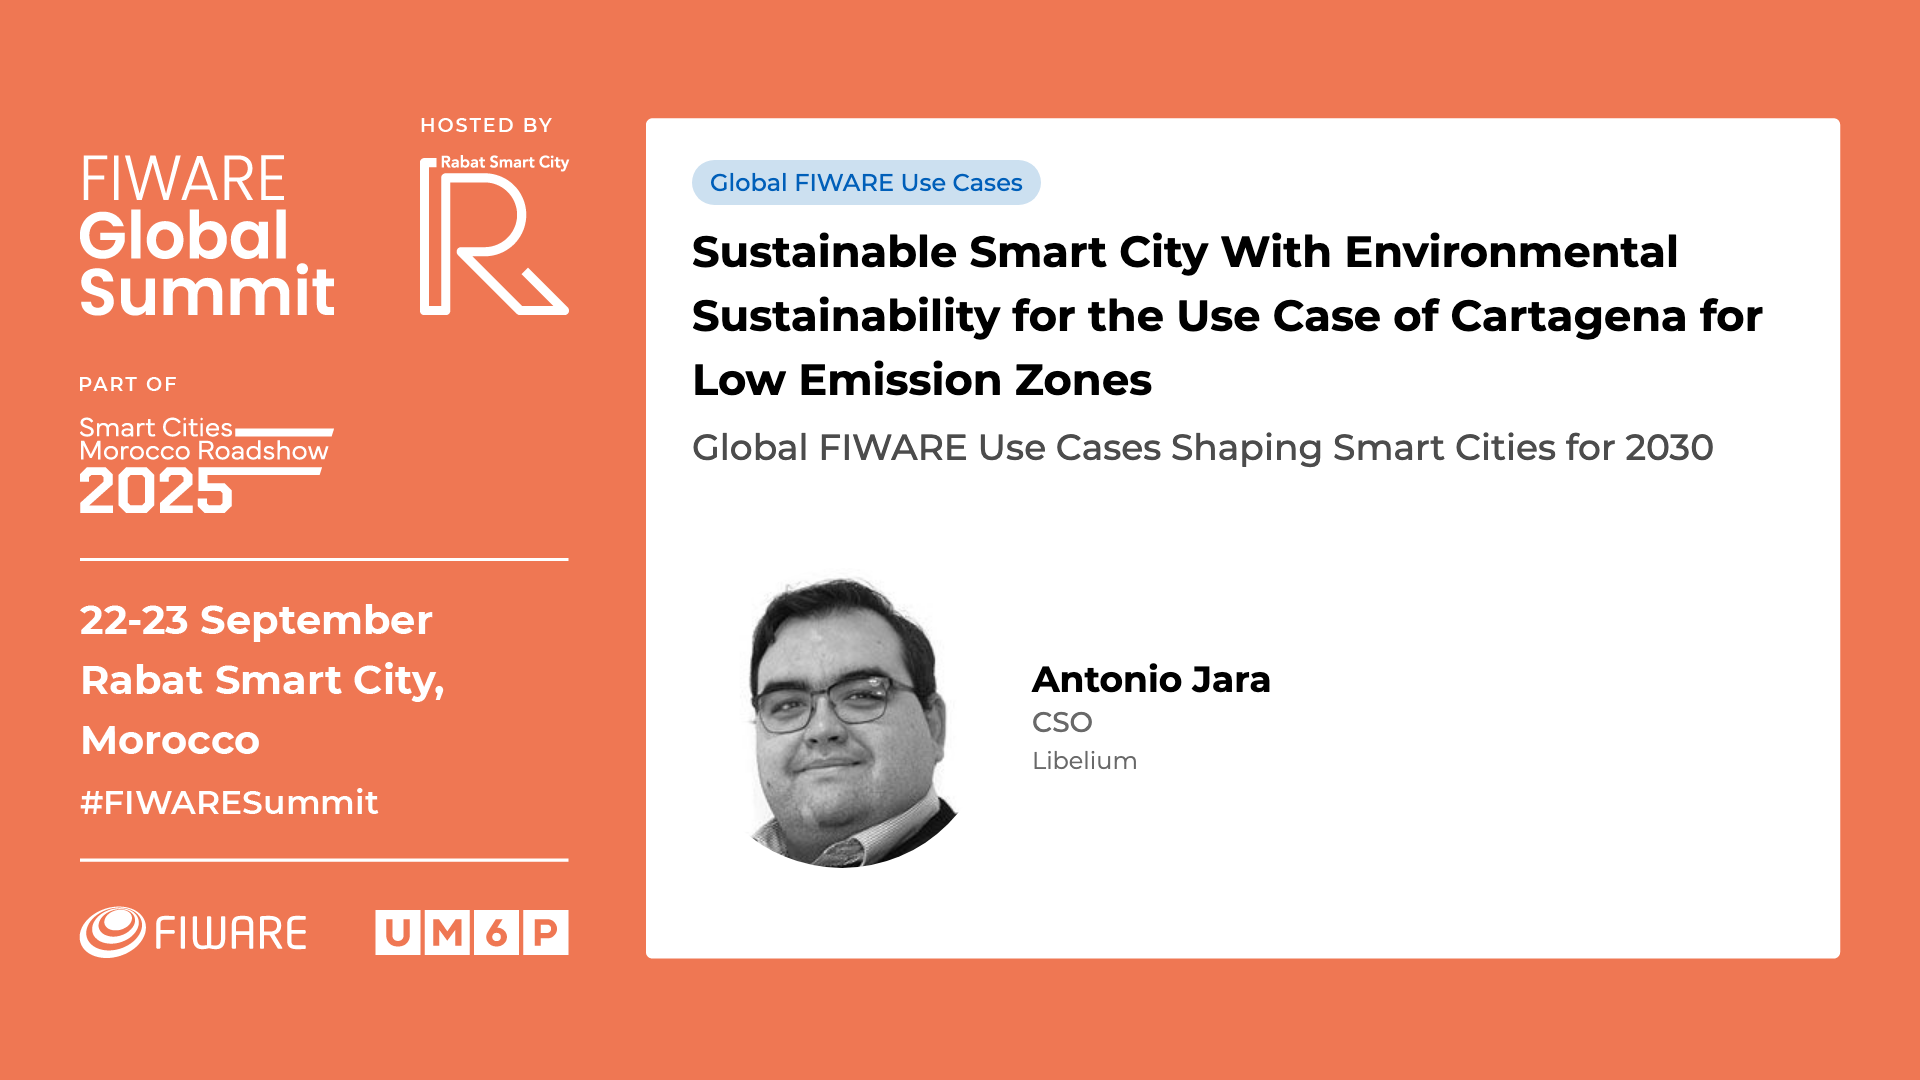 FIWARE
Global
Summit
HOSTED BY
Rabat Smart City
R
PART OF
Smart Cities
Morocco Roadshow
2025
22-23 September
Rabat Smart City,
Morocco
#FIWARESummit
FIWARE
UM6P
Global FIWARE Use Cases
Sustainable Smart City With Environmental
Sustainability for the Use Case of Cartagena for
Low Emission Zones
Global FIWARE Use Cases Shaping Smart Cities for 2030
Antonio Jara
CSO
Libelium